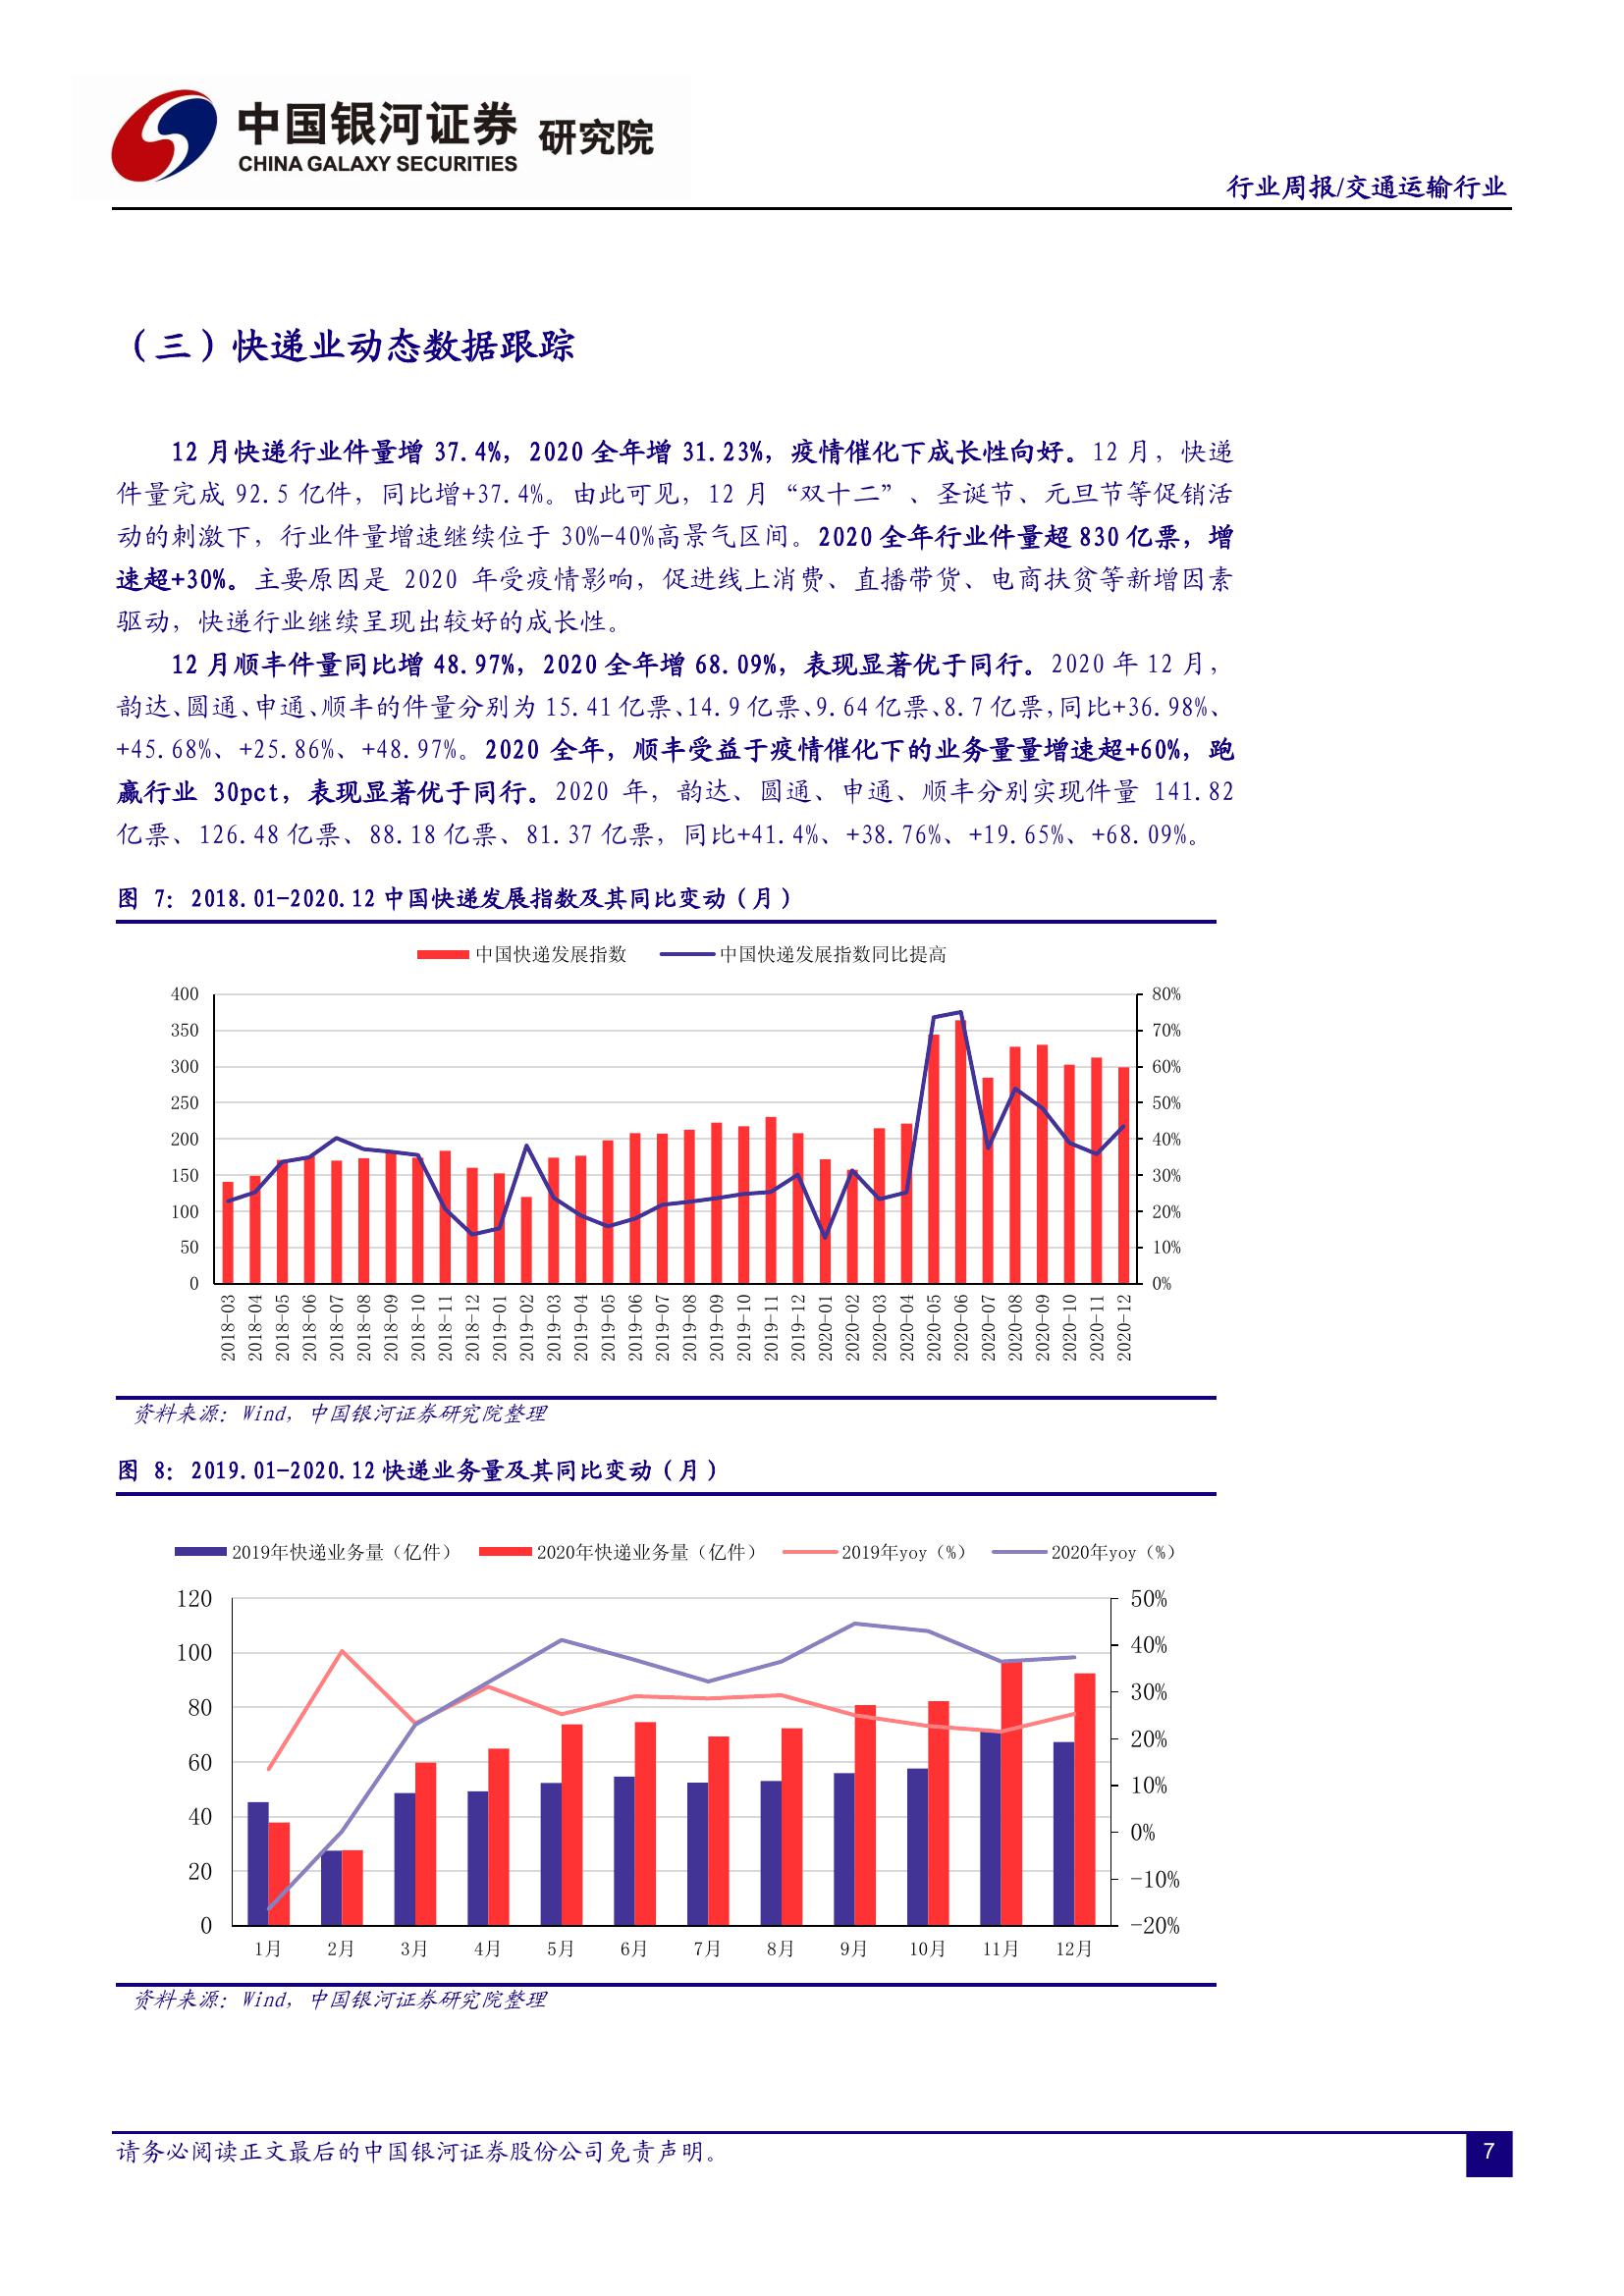 中国银河证券 研究院
CHINA GALAXY SECURITIES
行业周报/交通运输行业
（三）快递业动态数据跟踪
12 月快递行业件量增 37.4%，2020 全年增 31.23%，疫情催化下成长性向好。12 月，快递
件量完成 92.5 亿件，同比增+37.4%。由此可见，12 月“双十二”、圣诞节、元旦节等促销活
动的刺激下，行业件量增速继续位于 30%-40%高景气区间。2020 全年行业件量超 830 亿票，增
速超+30%。主要原因是 2020 年受疫情影响，促进线上消费、直播带货、电商扶贫等新增因素
驱动，快递行业继续呈现出较好的成长性。
12 月顺丰件量同比增 48.97%，2020 全年增 68.09%，表现显著优于同行。2020 年 12 月，
韵达、圆通、申通、顺丰的件量分别为 15.41 亿票、14.9 亿票、9.64 亿票、8.7 亿票，同比+36.98%、
+45.68%、+25.86%、+48.97%。2020 全年，顺丰受益于疫情催化下的业务量量增速超+60%，跑
赢行业 30pct，表现显著优于同行。2020 年，韵达、圆通、申通、顺丰分别实现件量 141.82
亿票、126.48 亿票、88.18 亿票、81.37 亿票，同比+41.4%、+38.76%、+19.65%、+68.09%。
图 7：2018.01-2020.12 中国快递发展指数及其同比变动（月）
中国快递发展指数 中国快递发展指数同比提高
400 80%
350 70%
300 60%
250 50%
200 40%
150 30%
100 20%
50 10%
0 0%
2018-03 2018-04 2018-05 2018-06 2018-07 2018-08 2018-09 2018-10 2018-11 2018-12 2019-01 2019-02 2019-03 2019-04 2019-05 2019-06 2019-07 2019-08 2019-09 2019-10 2019-11 2019-12 2020-01 2020-02 2020-03 2020-04 2020-05 2020-06 2020-07 2020-08 2020-09 2020-10 2020-11 2020-12
资料来源：Wind，中国银河证券研究院整理
图 8：2019.01-2020.12 快递业务量及其同比变动（月）
2019年快递业务量（亿件） 2020年快递业务量（亿件） 2019年yoy（%） 2020年yoy（%）
120 50%
100 40%
80 30%
60 20%
40 10%
20 0%
0 -10%
-20%
1月 2月 3月 4月 5月 6月 7月 8月 9月 10月 11月 12月
资料来源：Wind，中国银河证券研究院整理
请务必阅读正文最后的中国银河证券股份公司免责声明。
7